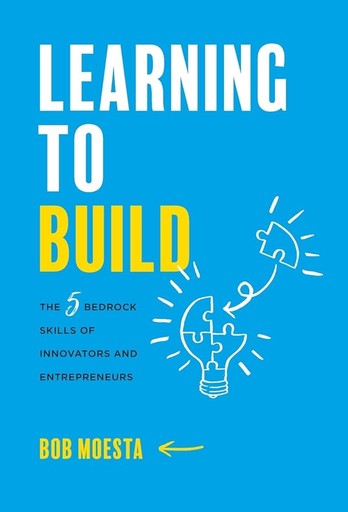 LEARNING
TO
BUILD
THE 5 BEDROCK
SKILLS OF
INNOVATORS AND
ENTREPRENEURS
BOB MOESTA